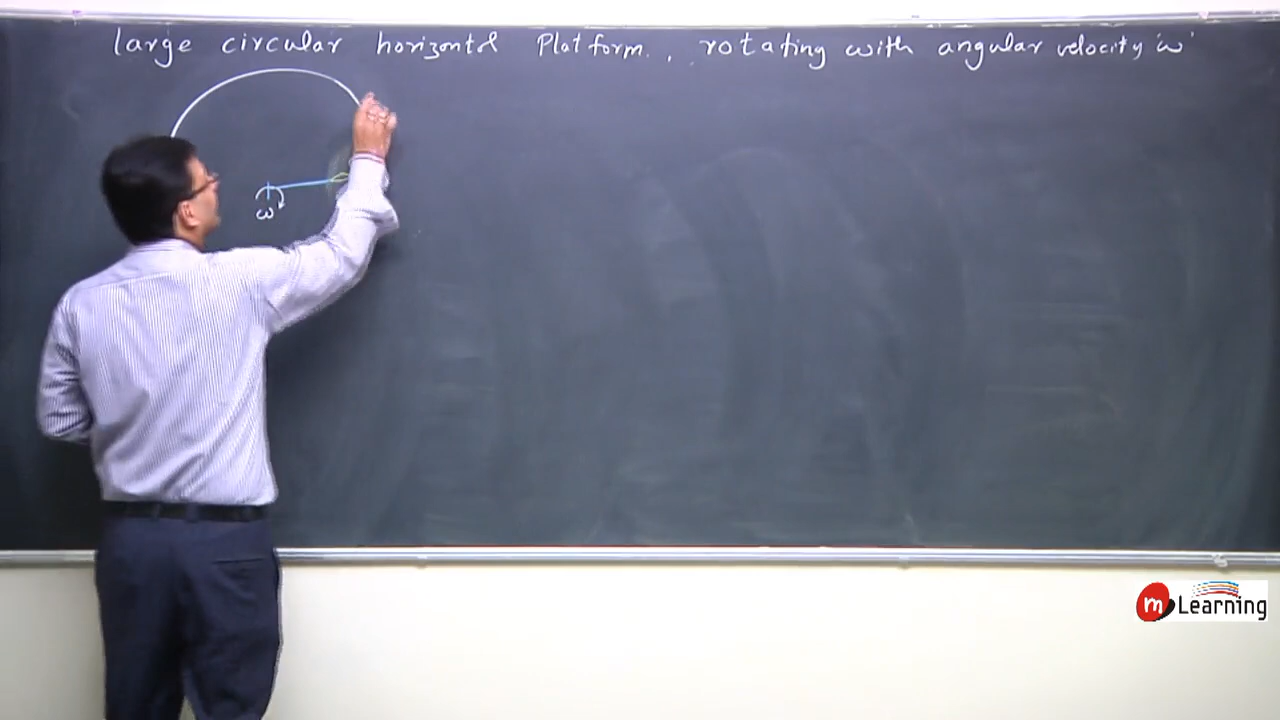 large circular horizontal Platform., rotating with angular velocity 'ω'
ω
m Learning